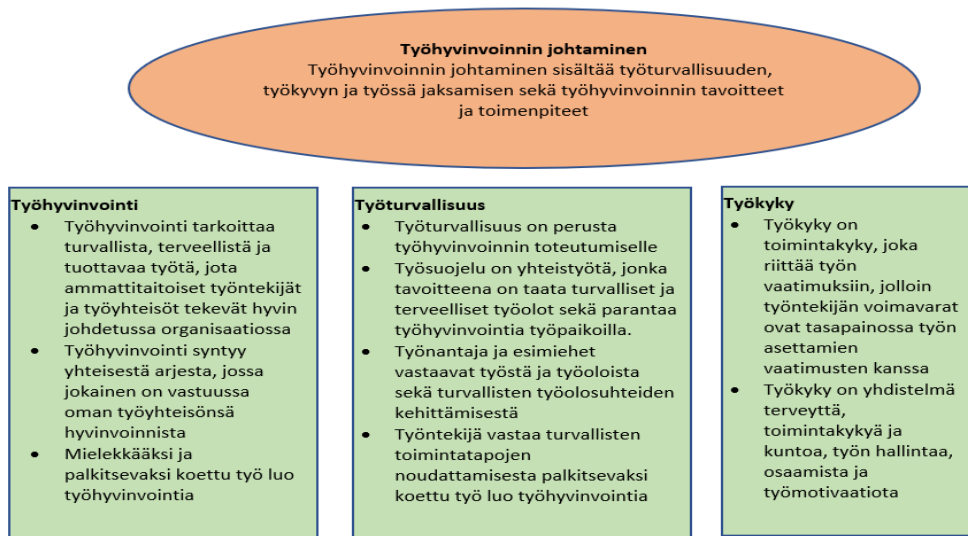 Työhyvinvoinnin johtaminen
Työhyvinvoinnin johtaminen sisältää työturvallisuuden,
työkyvyn ja työssä jaksamisen sekä työhyvinvoinnin tavoitteet
ja toimenpiteet
Työhyvinvointi
• Työhyvinvointi tarkoittaa
turvallista, terveellistä ja
tuottavaa työtä, jota
ammattitaitoiset työntekijät
ja työyhteisöt tekevät hyvin
johdetussa organisaatiossa
• Työhyvinvointi syntyy
yhteisestä arjesta, jossa
jokainen on vastuussa
oman työyhteisönsä
hyvinvoinnista
• Mielekkääksi ja
palkitsevaksi koettu työ luo
työhyvinvointia
Työturvallisuus
• Työturvallisuus on perusta
työhyvinvoinnin toteutumiselle
• Työsuojelu on yhteistyötä, jonka
tavoitteena on taata turvalliset ja
terveelliset työolot sekä parantaa
työhyvinvointia työpaikoilla.
• Työnantaja ja esimiehet
vastaavat työstä ja työoloista
sekä turvallisten työolosuhteiden
kehittämisestä
• Työntekijä vastaa turvallisten
toimintatapojen
noudattamisesta palkitsevaksi
koettu työ luo työhyvinvointia
Työkyky
• Työkyky on
toimintakyky, joka
riittää työn
vaatimuksiin, jolloin
työntekijän voimavarat
ovat tasapainossa työn
asettamien
vaatimusten kanssa
• Työkyky on yhdistelmä
terveyttä,
toimintakykyä ja
kuntoa, työn hallintaa,
osaamista ja
työmotivaatiota